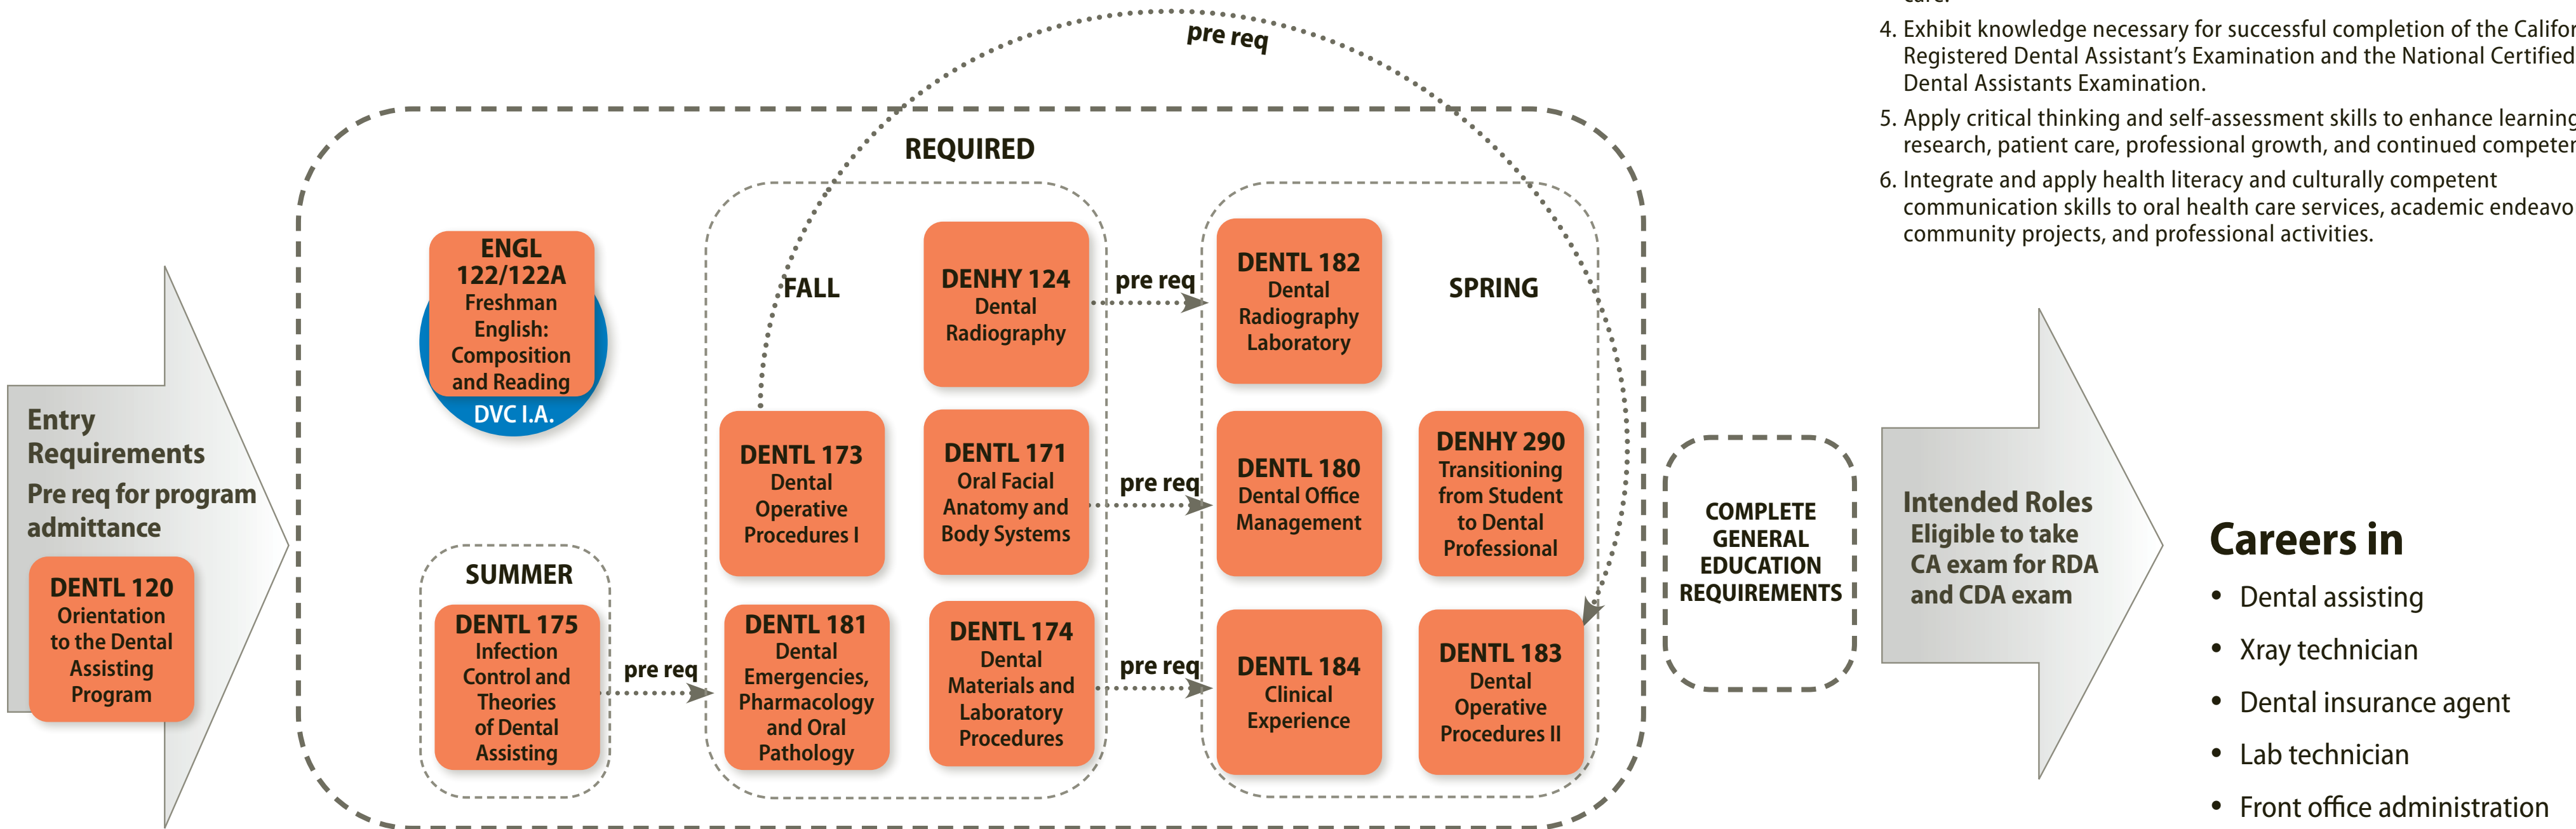 care.
4. Exhibit knowledge necessary for successful completion of the
Registered Dental Assistant’s Examination and the National Certified
Dental Assistants Examination.
5. Apply critical thinking and self-assessment skills to enhance learning
research, patient care, professional growth, and continued
6. Integrate and apply health literacy and culturally competent
communication skills to oral health care services, academic
community projects, and professional activities.
pre req
REQUIRED
ENGL
122/122A
Freshman
English:
Composition
and Reading
DVC I.A.
FALL
DENHY 124
Dental
Radiography
pre req
DENTL 182
Dental
Radiography
Laboratory
SPRING
Entry
Requirements
Pre req for program
admittance
DENTL 120
Orientation
to the Dental
Assisting
Program
DENTL 173
Dental
Operative
Procedures I
DENTL 171
Oral Facial
Anatomy and
Body Systems
pre req
DENTL 180
Dental Office
Management
DENHY 290
Transitioning
from Student
to Dental
Professional
SUMMER
DENTL 175
Infection
Control and
Theories
of Dental
Assisting
pre req
DENTL 181
Dental
Emergencies,
Pharmacology
and Oral
Pathology
DENTL 174
Dental
Materials and
Laboratory
Procedures
pre req
DENTL 184
Clinical
Experience
DENTL 183
Dental
Operative
Procedures II
COMPLETE
GENERAL
EDUCATION
REQUIREMENTS
Intended Roles
Eligible to take
CA exam for RDA
and CDA exam
Careers in
• Dental assisting
• Xray technician
• Dental insurance agent
• Lab technician
• Front office administration